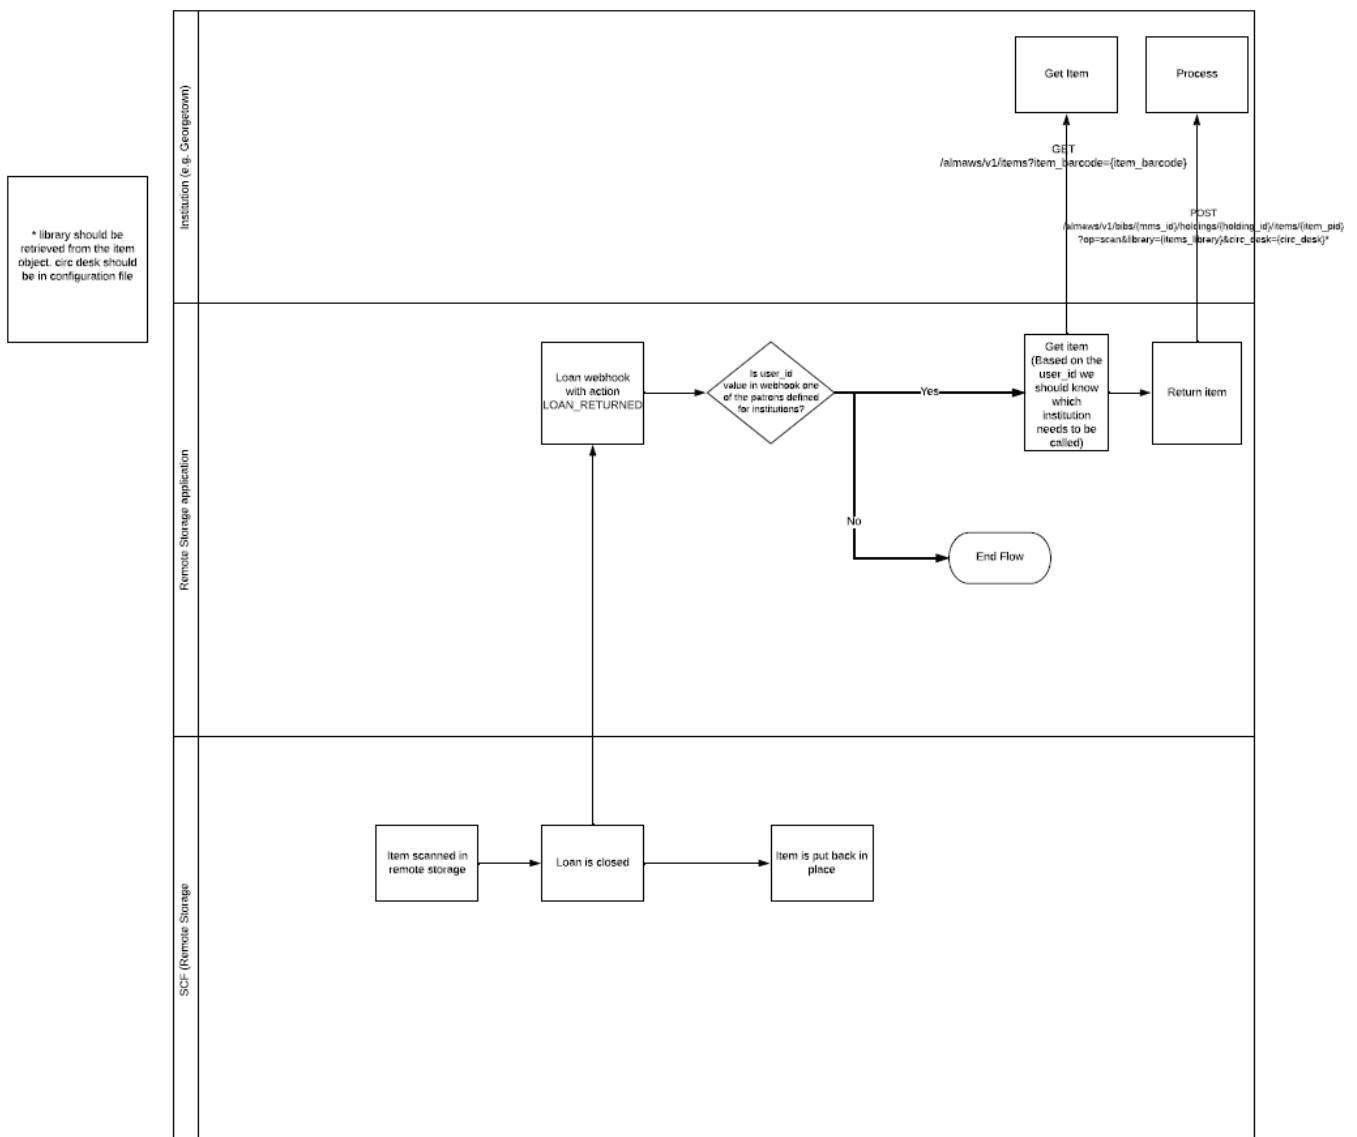 Institution (e.g. Georgetown)
Get Item
Process
GET
/almaws/v1/items?item_barcode={item_barcode}
POST
/almaws/v1/bibs/{mms_id}/holdings/{holding_id}/items/{item_pid}
?op=scan&library={items_library}&circ_desk={circ_desk}*
* library should be
retrieved from the item
object. circ desk should
be in configuration file
Remote Storage application
Loan webhook
with action
LOAN_RETURNED
Is user_id
value in webhook one
of the patrons defined
for institutions?
Yes
No
Get item
(Based on the
user_id we
should know
which
institution
needs to be
called)
Return item
End Flow
SCF (Remote Storage
Item scanned in
remote storage
Loan is closed
Item is put back in
place